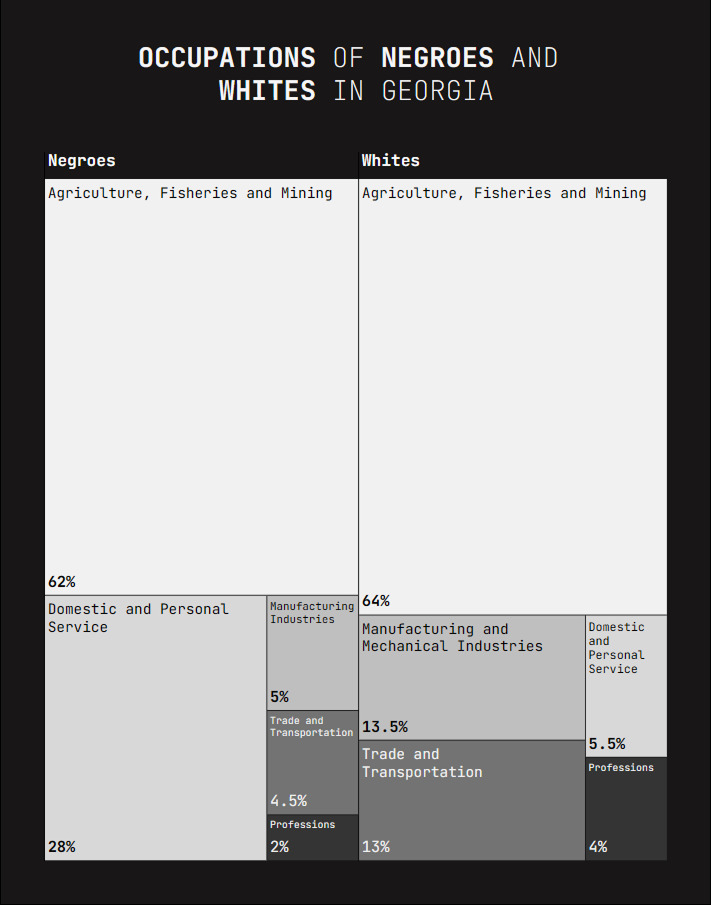 OCCUPATIONS OF NEGROES AND
WHITES IN GEORGIA
Negroes
Agriculture, Fisheries and Mining
62%
Domestic and Personal
Service
28%
Manufacturing
Industries
5%
Trade and
Transportation
4.5%
Professions
2%
Whites
Agriculture, Fisheries and Mining
64%
Manufacturing and
Mechanical Industries
13.5%
Trade and
Transportation
13%
Domestic
and
Personal
Service
5.5%
Professions
4%